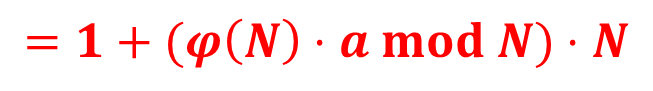 = 1 + (φ(N) · a mod N) · N